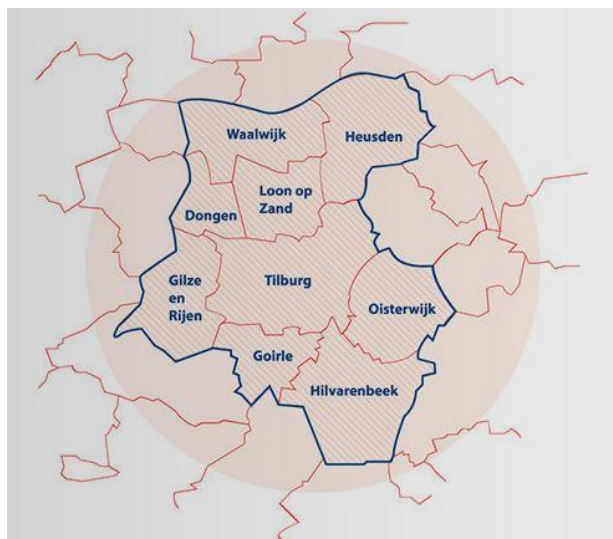 Waalwijk
Heusden
Loon op
Zand
Dongen
Gilze
en
Rijen
Tilburg
Oisterwijk
Goirle
Hilvarenbeek